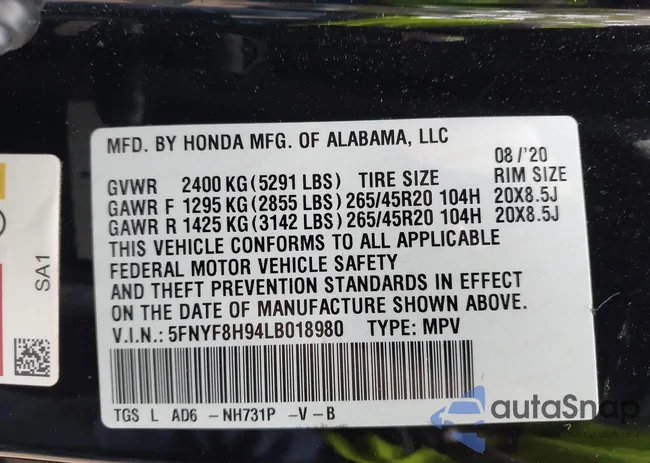 MFD. BY HONDA MFG. OF ALABAMA, LLC
08/'20
GVWR 2400 KG(5291 LBS) TIRE SIZE RIM SIZE
GAWR F 1295 KG(2855 LBS)265/45R20 104H 20X8.5J
GAWR R 1425 KG(3142 LBS)265/45R20 104H 20X8.5J
THIS VEHICLE CONFORMS TO ALL APPLICABLE
FEDERAL MOTOR VEHICLE SAFETY
AND THEFT PREVENTION STANDARDS IN EFFECT
ON THE DATE OF MANUFACTURE SHOWN ABOVE.
V.I.N.: 5FNYF8H94LB018980 TYPE: MPV
TGS L AD6 -NH731P -V-B
SA1
autoSnap